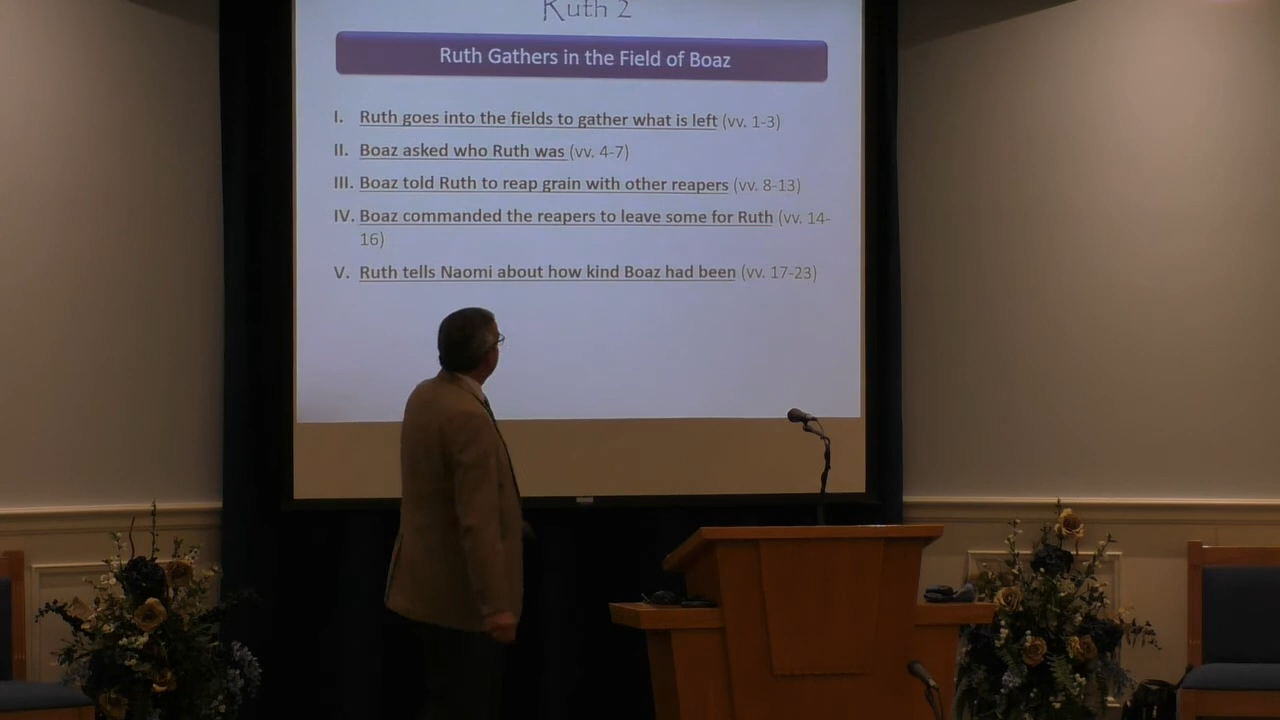 Ruth 2
Ruth Gathers in the Field of Boaz
I. Ruth goes into the fields to gather what is left (vv. 1-3)
II. Boaz asked who Ruth was (vv. 4-7)
III. Boaz told Ruth to reap grain with other reapers (vv. 8-13)
IV. Boaz commanded the reapers to leave some for Ruth (vv. 14-
16)
V. Ruth tells Naomi about how kind Boaz had been (vv. 17-23)